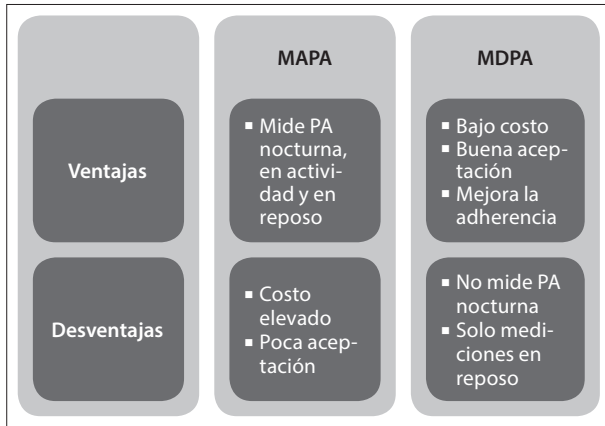 MAPA
MDPA
Ventajas
▪ Mide PA
nocturna,
en activi-
dad y en
reposo
▪ Bajo costo
▪ Buena acep-
tación
▪ Mejora la
adherencia
Desventajas
▪ Costo
elevado
▪ Poca acep-
tación
▪ No mide PA
nocturna
▪ Solo medi-
ciones en
reposo